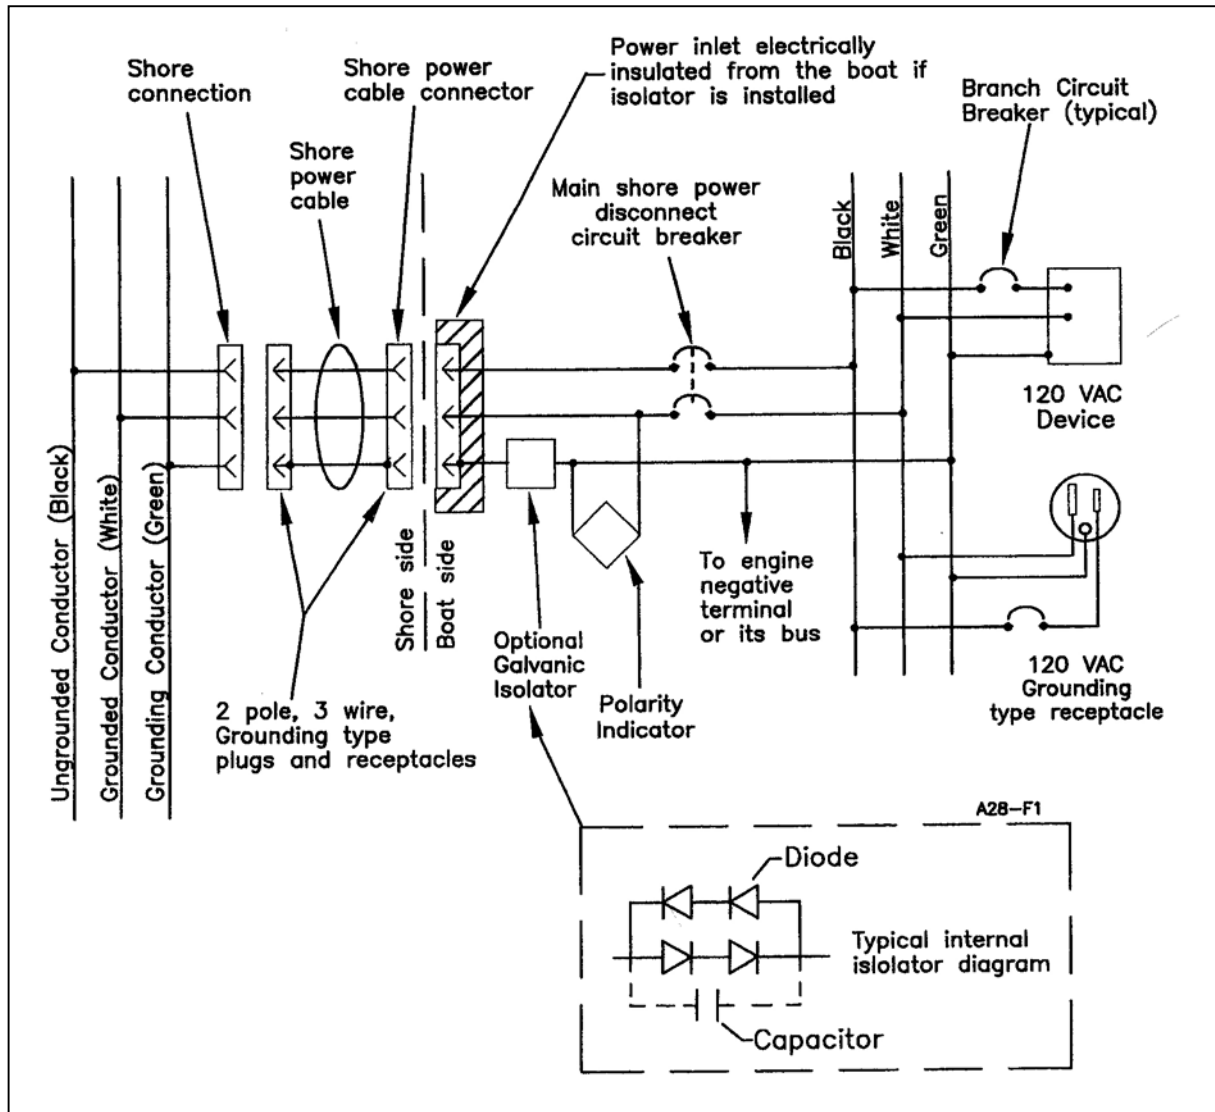 Shore
connection
Shore power
cable connector
Power inlet electrically
insulated from the boat if
isolator is installed
Branch Circuit
Breaker (typical)
Shore
power
cable
Main shore power
disconnect
circuit breaker
Black
White
Green
120 VAC
Device
Ungrounded Conductor (Black)
Grounded Conductor (White)
Grounding Conductor (Green)
Shore side
Boat side
To engine
negative
terminal
or its bus
Optional
Galvanic
Isolator
Polarity
Indicator
120 VAC
Grounding
type receptacle
2 pole, 3 wire,
Grounding type
plugs and receptacles
A28-F1
Diode
Typical internal
islolator diagram
Capacitor